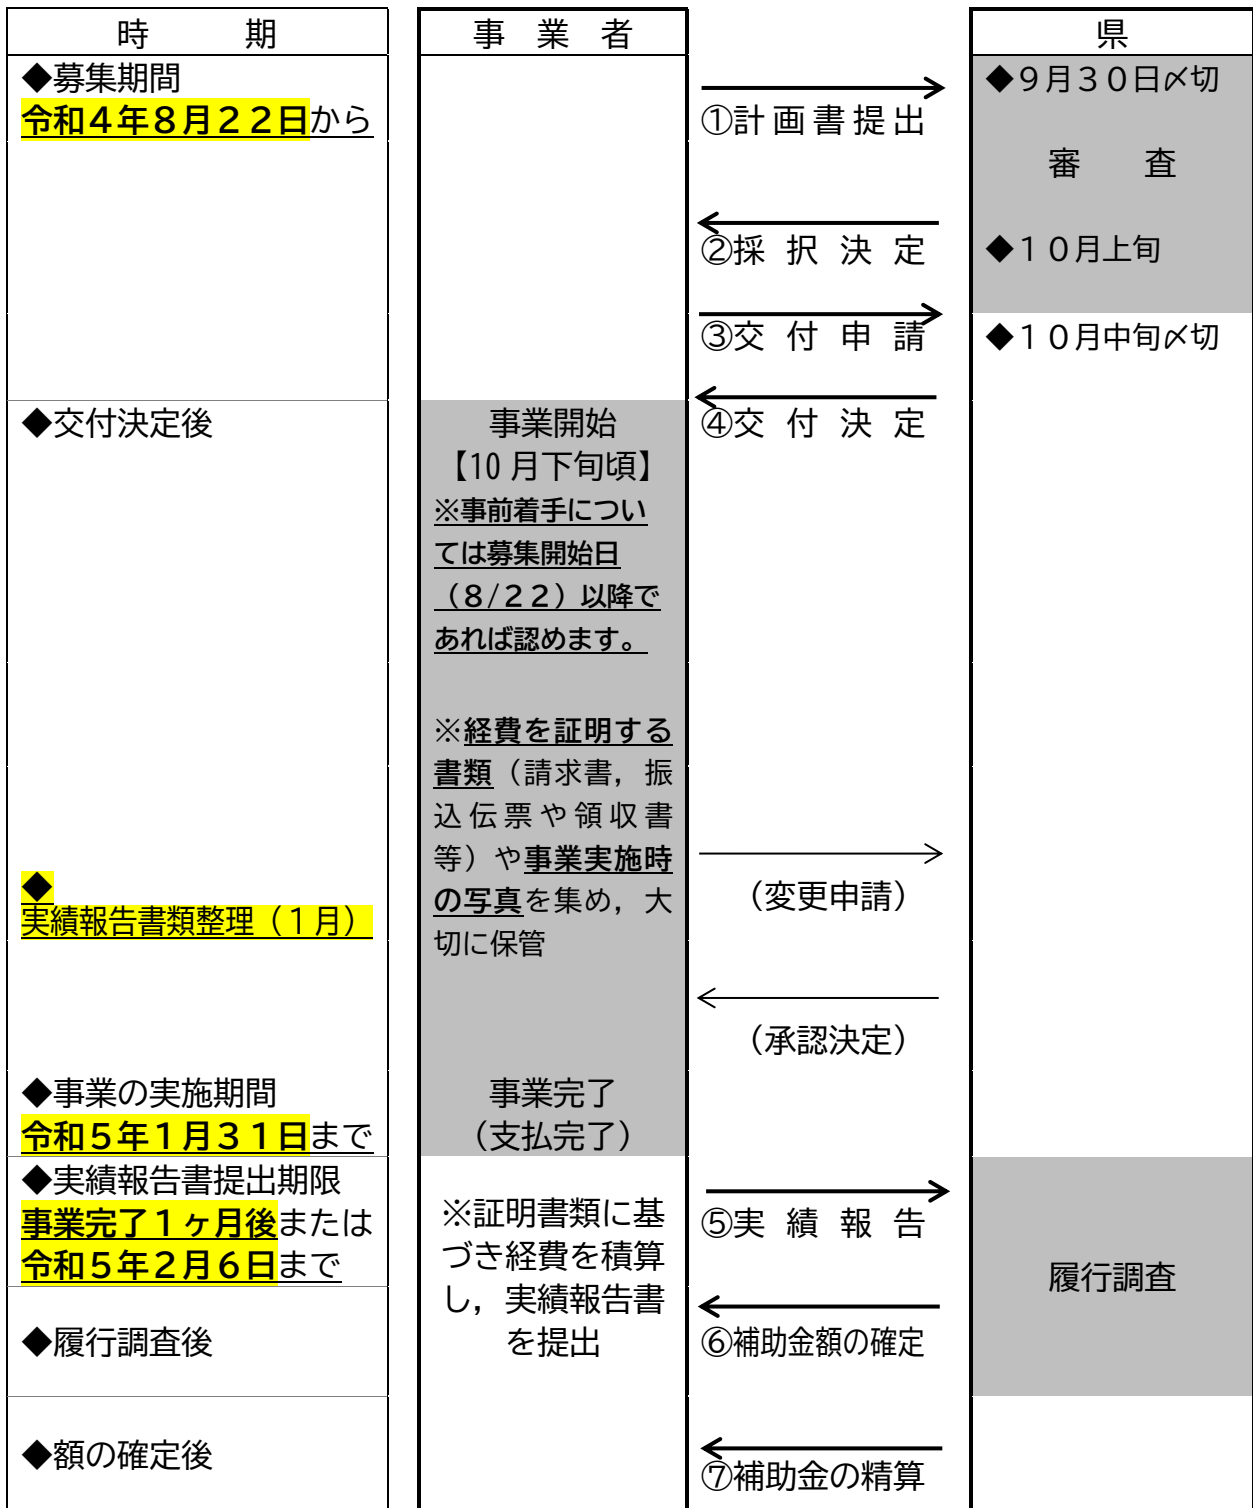 時　　　期
事　業　者
県
◆募集期間
令和４年８月２２日から
①計画書提出
◆９月３０日〆切
審　　査
②採択決定
◆１０月上旬
③交付申請
◆１０月中旬〆切
◆交付決定後
事業開始
【10月下旬頃】
④交付決定
※事前着手につい
ては募集開始日
（８/２２）以降で
あれば認めます。
※経費を証明する
書類（請求書，振
込伝票や領収書
等）や事業実施時
の写真を集め，大
切に保管
◆
実績報告書類整理（１月）
（変更申請）
（承認決定）
◆事業の実施期間
令和５年１月３１日まで
事業完了
（支払完了）
◆実績報告書提出期限
事業完了１ヶ月後または
令和５年２月６日まで
※証明書類に基
づき経費を積算
し，実績報告書
を提出
⑤実績報告
履行調査
◆履行調査後
⑥補助金額の確定
◆額の確定後
⑦補助金の精算